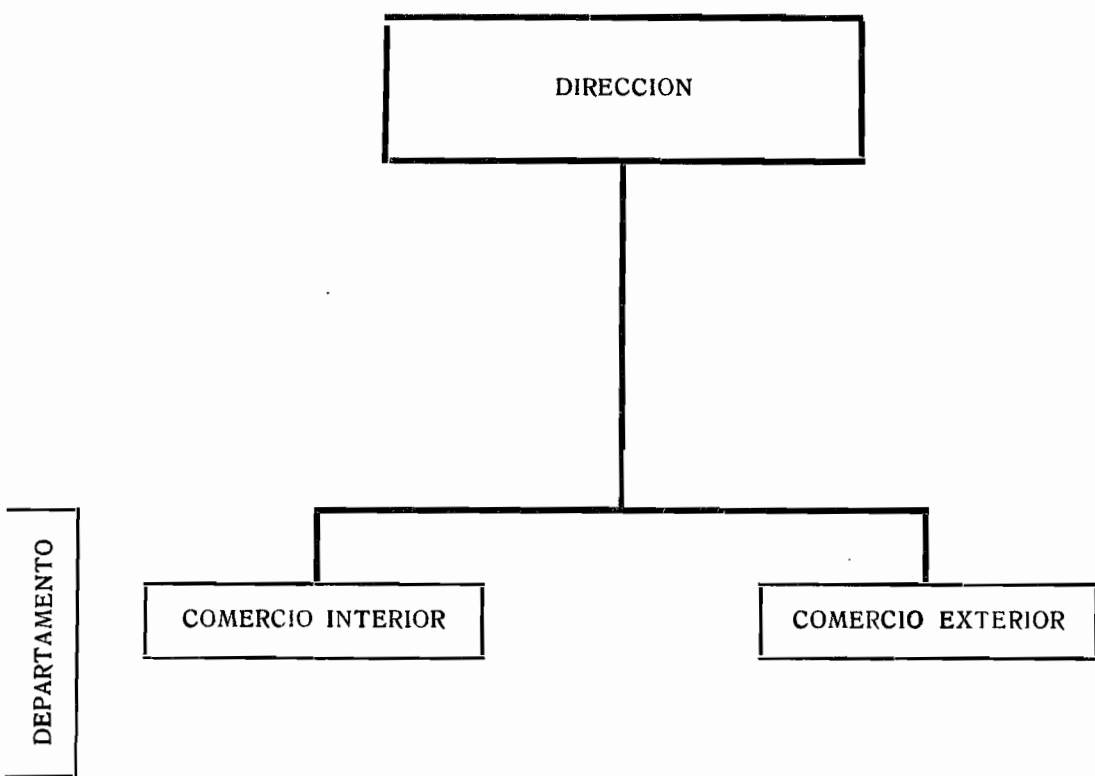 DIRECCION
DEPARTAMENTO
COMERCIO INTERIOR
COMERCIO EXTERIOR